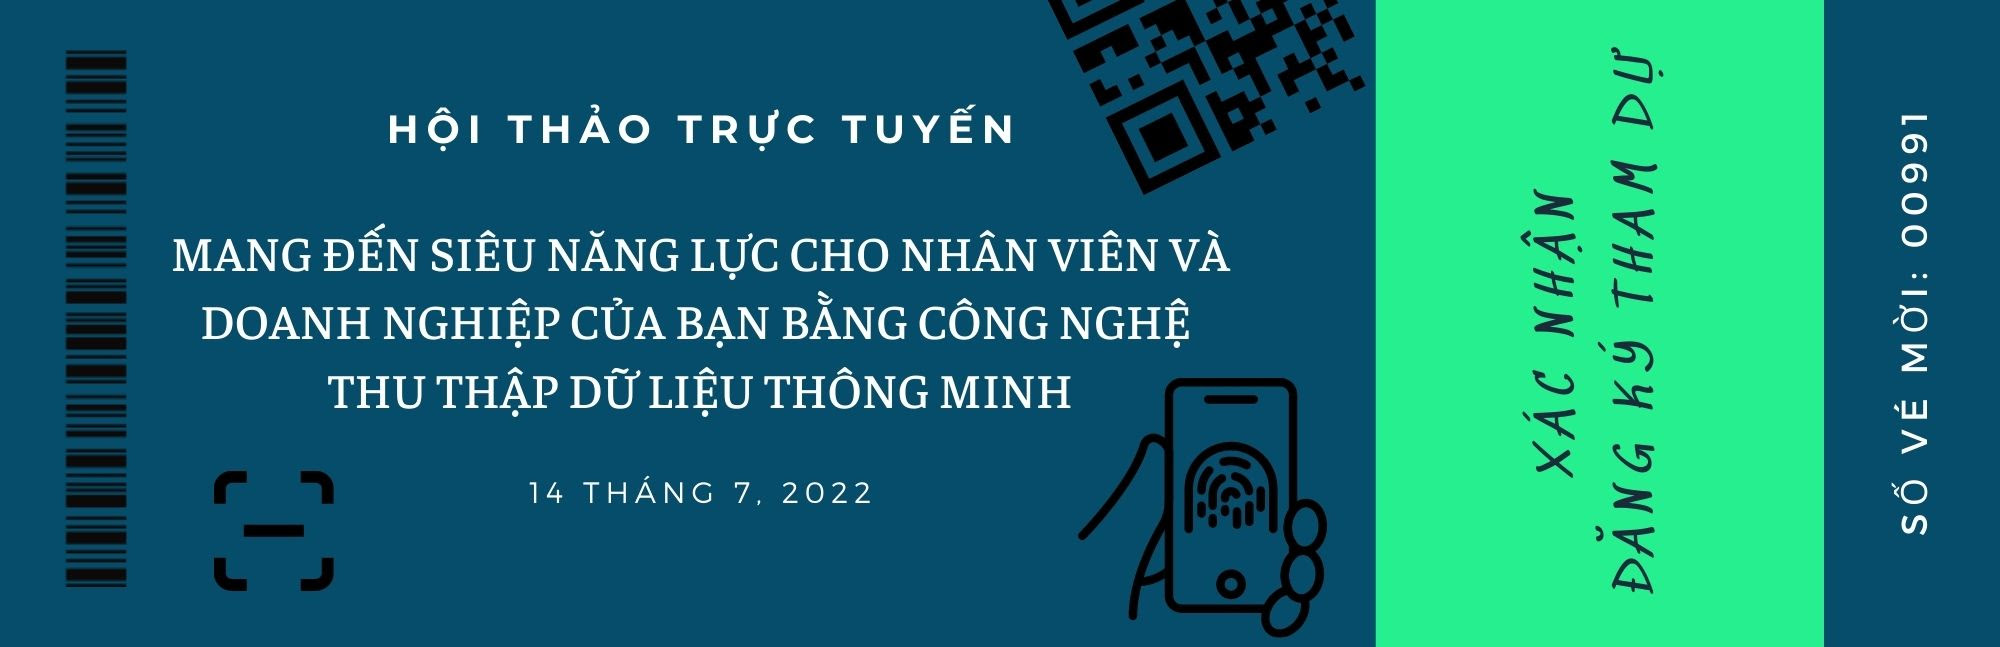 HỘI THẢO TRỰC TUYẾN
MANG ĐẾN SIÊU NĂNG LỰC CHO NHÂN VIÊN VÀ
DOANH NGHIỆP CỦA BẠN BẰNG CÔNG NGHỆ
THU THẬP DỮ LIỆU THÔNG MINH
14 THÁNG 7, 2022
XÁC NHẬN
ĐĂNG KÝ THAM DỰ
SỐ VÉ MỜI: 00991